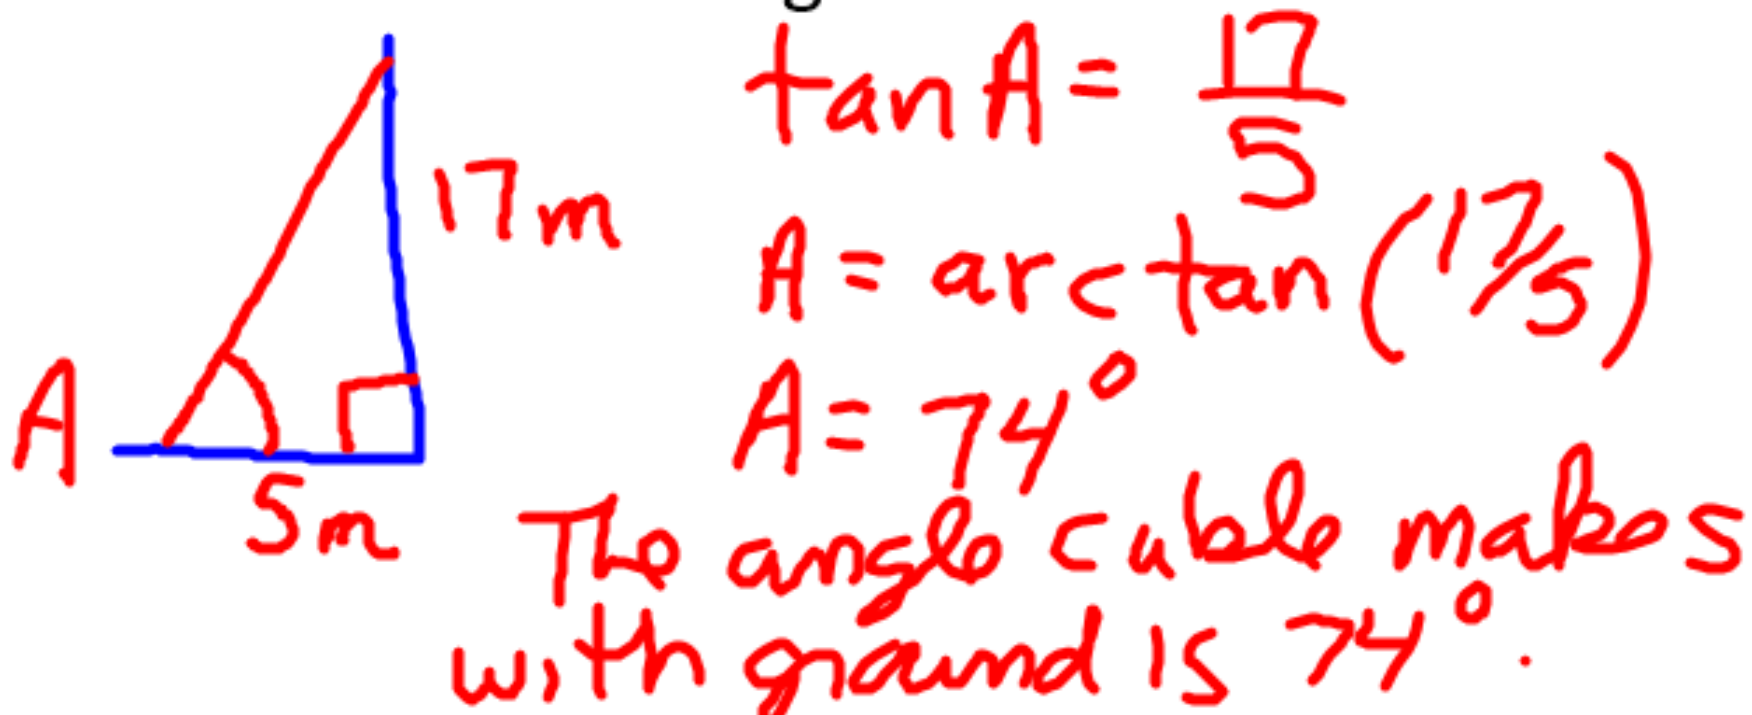 tan A = 17/5
17m
A = arctan (17/5)
A
A = 74°
5m
The angle cable makes
with ground is 74°.